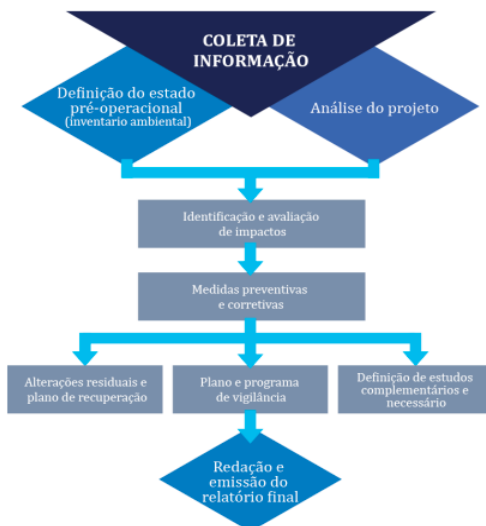 COLETA DE
INFORMAÇÃO
Definição do estado
pré-operacional
(inventario ambiental)
Análise do projeto
Identificação e avaliação
de impactos
Medidas preventivas
e corretivas
Alterações residuais e
plano de recuperação
Plano e programa
de vigilância
Definição de estudos
complementários e
necessário
Redação e
emissão do
relatório final